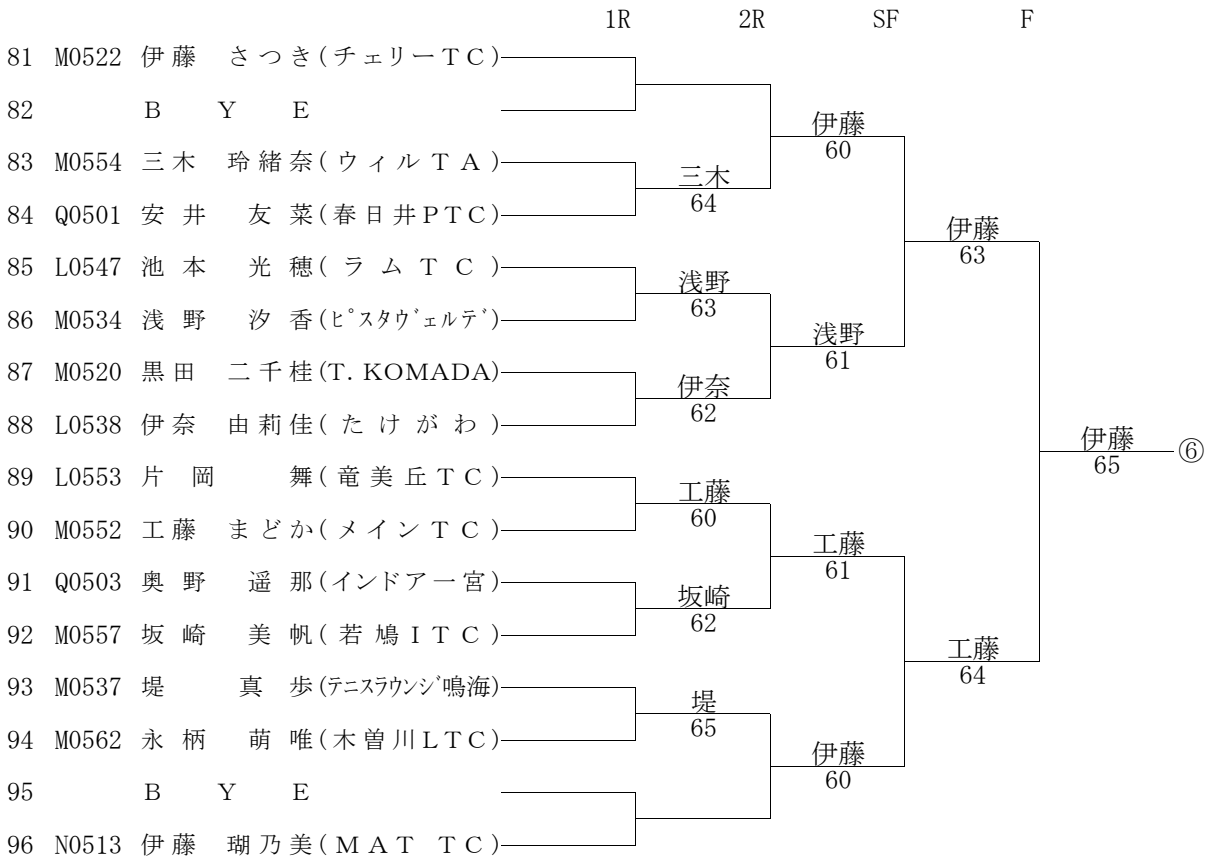 1R 2R SF F
81 M0522 伊藤 さつき(チェリーTC)
82 B Y E
伊藤
60
83 M0554 三木 玲緒奈(ウィルTA)
三木
64
84 Q0501 安井 友菜(春日井PTC)
伊藤
63
85 L0547 池本 光穂(ラムTC)
浅野
63
86 M0534 浅野 汐香(ピスタヴェルデ)
浅野
61
87 M0520 黒田 二千桂(T. KOMADA)
伊奈
62
88 L0538 伊奈 由莉佳(たけがわ)
伊藤
65
⑥
89 L0553 片岡 舞(竜美丘TC)
工藤
60
90 M0552 工藤 まどか(メインTC)
工藤
61
91 Q0503 奥野 遥那(インドアー宮)
坂崎
62
92 M0557 坂崎 美帆(若鳩ITC)
工藤
64
93 M0537 堤 真歩(テニスラウンジ鳴海)
堤
65
94 M0562 永柄 萌唯(木曽川LTC)
伊藤
60
95 B Y E
96 N0513 伊藤 瑚乃美(MAT TC)